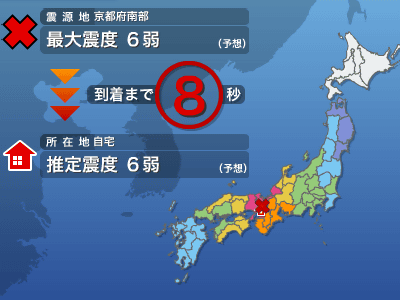 震源地 京都府南部
最大震度 6弱 (予想)
到着まで 8 秒
所在地 自宅
推定震度 6弱 (予想)